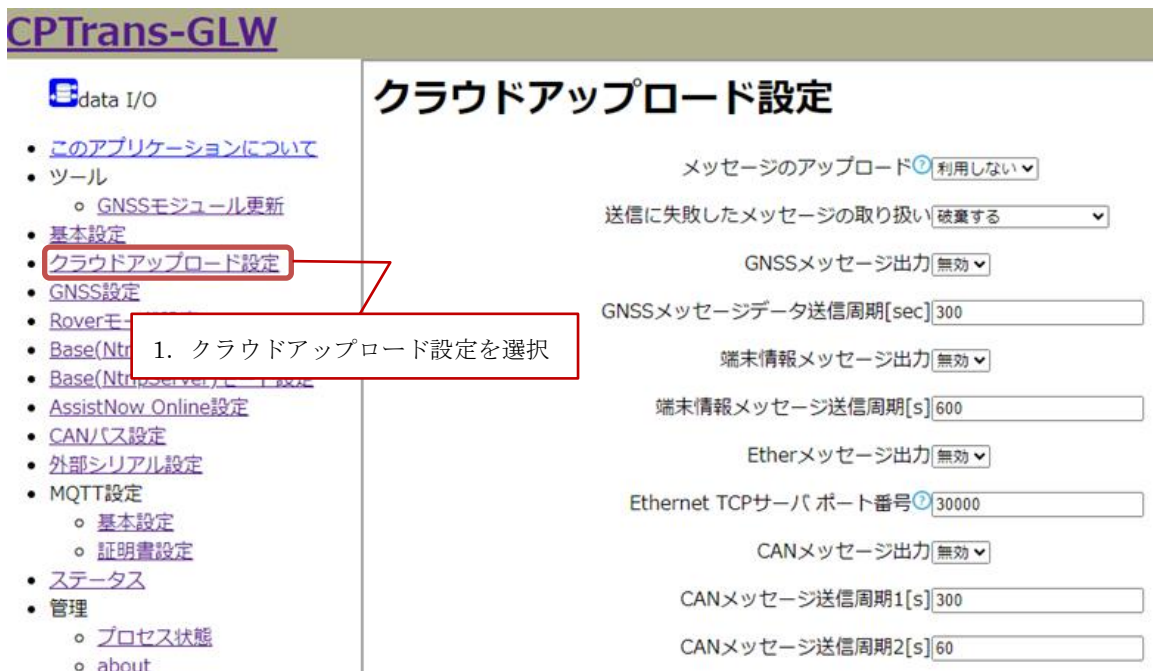 CPTrans-GLW
data I/O
このアプリケーションについて
ツール
GNSSモジュール更新
基本設定
クラウドアップロード設定
GNSS設定
Roverモ
Base(Ntr
Base(NtripServer)モード設定
AssistNow Online設定
CANバス設定
外部シリアル設定
MQTT設定
基本設定
証明書設定
ステータス
管理
プロセス状態
about
1. クラウドアップロード設定を選択
クラウドアップロード設定
メッセージのアップロード 利用しない
送信に失敗したメッセージの取り扱い 破棄する
GNSSメッセージ出力 無効
GNSSメッセージデータ送信周期[sec] 300
端末情報メッセージ出力 無効
端末情報メッセージ送信周期[s] 600
Etherメッセージ出力 無効
Ethernet TCPサーバ ポート番号 30000
CANメッセージ出力 無効
CANメッセージ送信周期1[s] 300
CANメッセージ送信周期2[s] 60